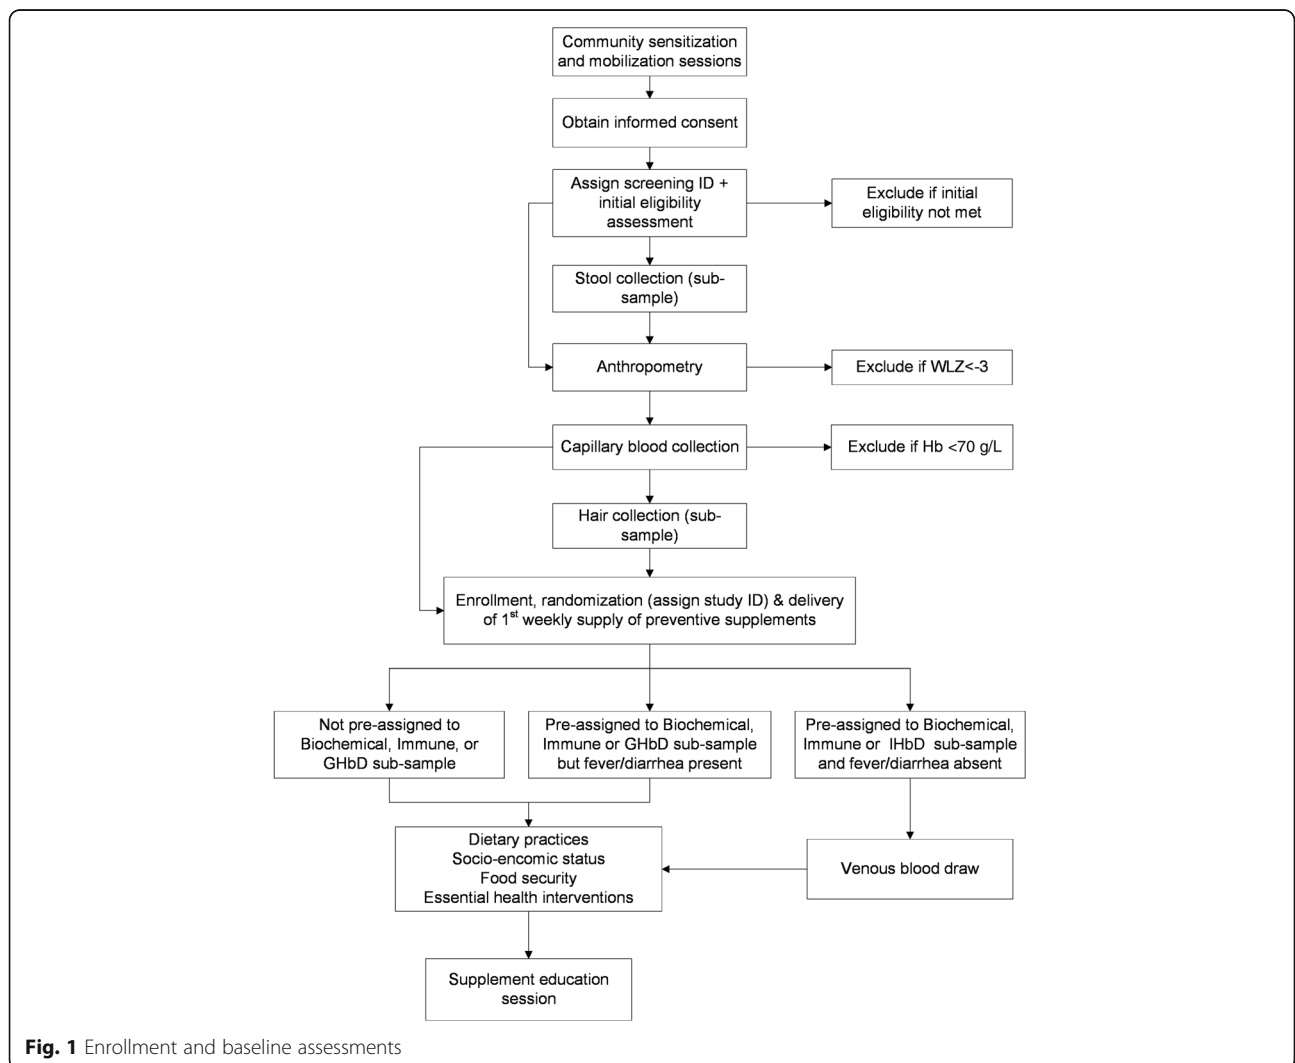 Community sensitization
and mobilization sessions
Obtain informed consent
Assign screening ID +
initial eligibility
assessment
Exclude if initial
eligibility not met
Stool collection (sub-
sample)
Anthropometry
Exclude if WLZ<-3
Capillary blood collection
Exclude if Hb <70 g/L
Hair collection (sub-
sample)
Enrollment, randomization (assign study ID) & delivery
of 1st weekly supply of preventive supplements
Not pre-assigned to
Biochemical, Immune, or
GHbD sub-sample
Pre-assigned to Biochemical,
Immune or GHbD sub-sample
but fever/diarrhea present
Pre-assigned to Biochemical,
Immune or IHbD sub-sample
and fever/diarrhea absent
Dietary practices
Socio-encomic status
Food security
Essential health interventions
Venous blood draw
Supplement education
session
Fig. 1 Enrollment and baseline assessments